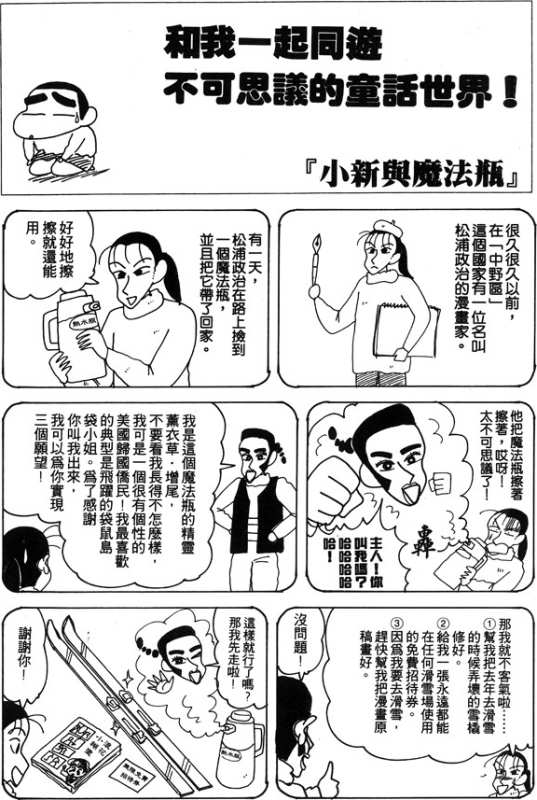 和我一起同遊
不可思議的童話世界！
『小新與魔法瓶』
很久很久以前，
在「中野區」
這個國家有一位名叫
松浦政治的漫畫家。
有一天，
松浦政治在路上撿到
一個魔法瓶，
並且把它帶了回家。
好好地擦
擦就還能
用。
熱水瓶
他把魔法瓶擦著
擦著，哎呀！
太不可思議了！
轟
主人！你
叫我嗎？
哈哈哈哈
哈！
我是這個魔法瓶的精靈
薰衣草．增尾，
不要看我長得不怎麼樣，
我可是一個很有個性的
美國歸國僑民！我最喜歡
的典型是飛躍的袋鼠島
袋小姐。為了感謝
你叫我出來，
我可以為你實現
三個願望！
那我就不客氣啦……
①幫我把去年去滑雪
的時候弄壞的雪橇
修好。
②給我一張永遠都能
在任何滑雪場使用
的免費招待券。
③因為我要去滑雪，
趕快幫我把漫畫原
稿畫好。
沒問題！
這樣就行了嗎？
那我先走啦！
謝謝你！
熱水瓶
無限免費
招待券